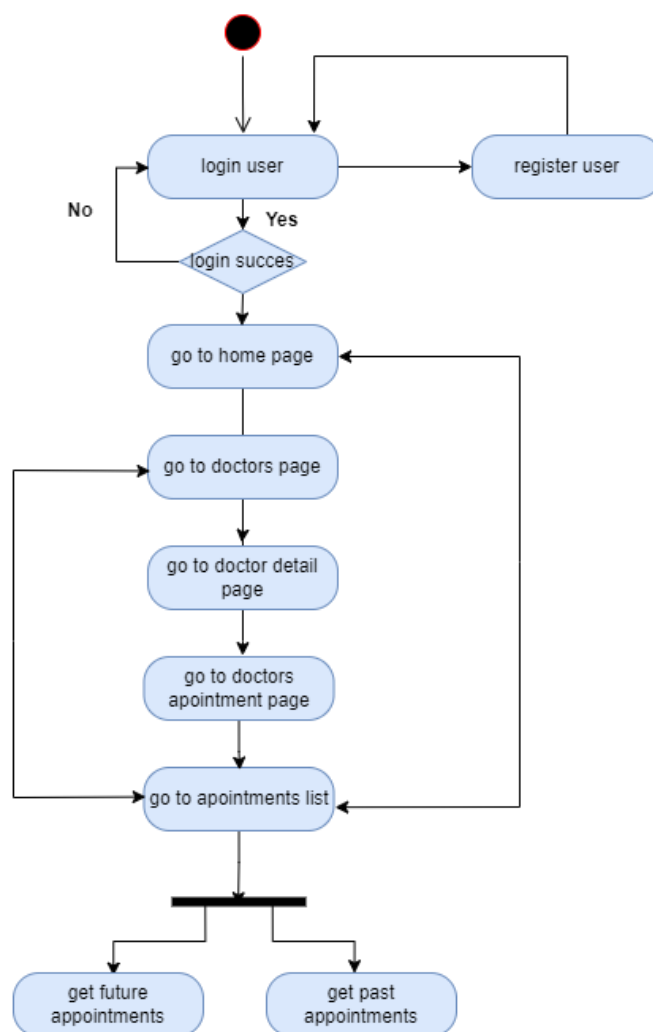 login user
register user
No
Yes
login succes
go to home page
go to doctors page
go to doctor detail
page
go to doctors
apointment page
go to apointments list
get future
appointments
get past
appointments